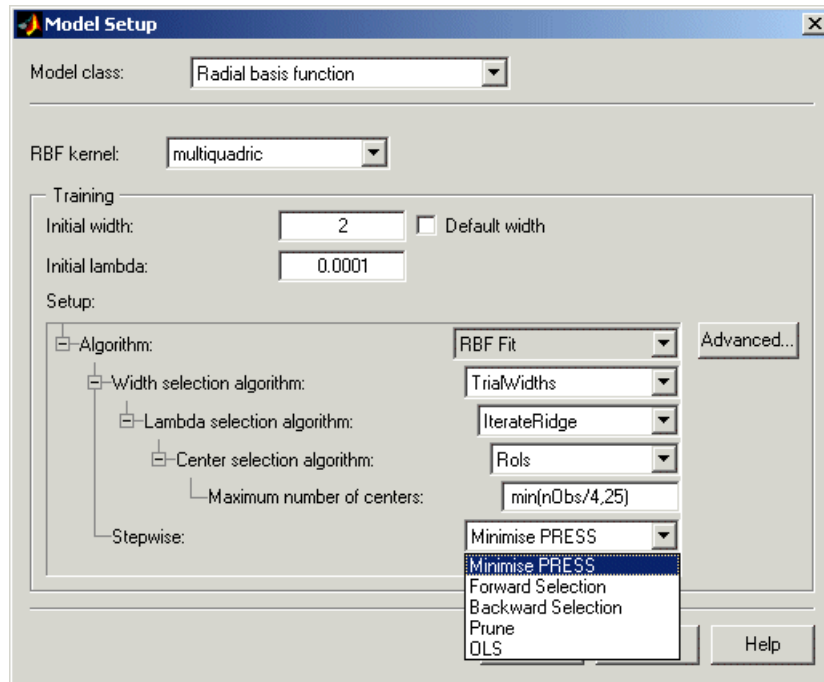 Model Setup
Model class: Radial basis function
RBF kernel: multiquadric
Training
Initial width: 2 Default width
Initial lambda: 0.0001
Setup:
Algorithm: RBF Fit Advanced...
Width selection algorithm: TrialWidths
Lambda selection algorithm: IterateRidge
Center selection algorithm: Rols
Maximum number of centers: min(nObs/4,25)
Stepwise: Minimise PRESS
Minimise PRESS
Forward Selection
Backward Selection
Prune
OLS
Help